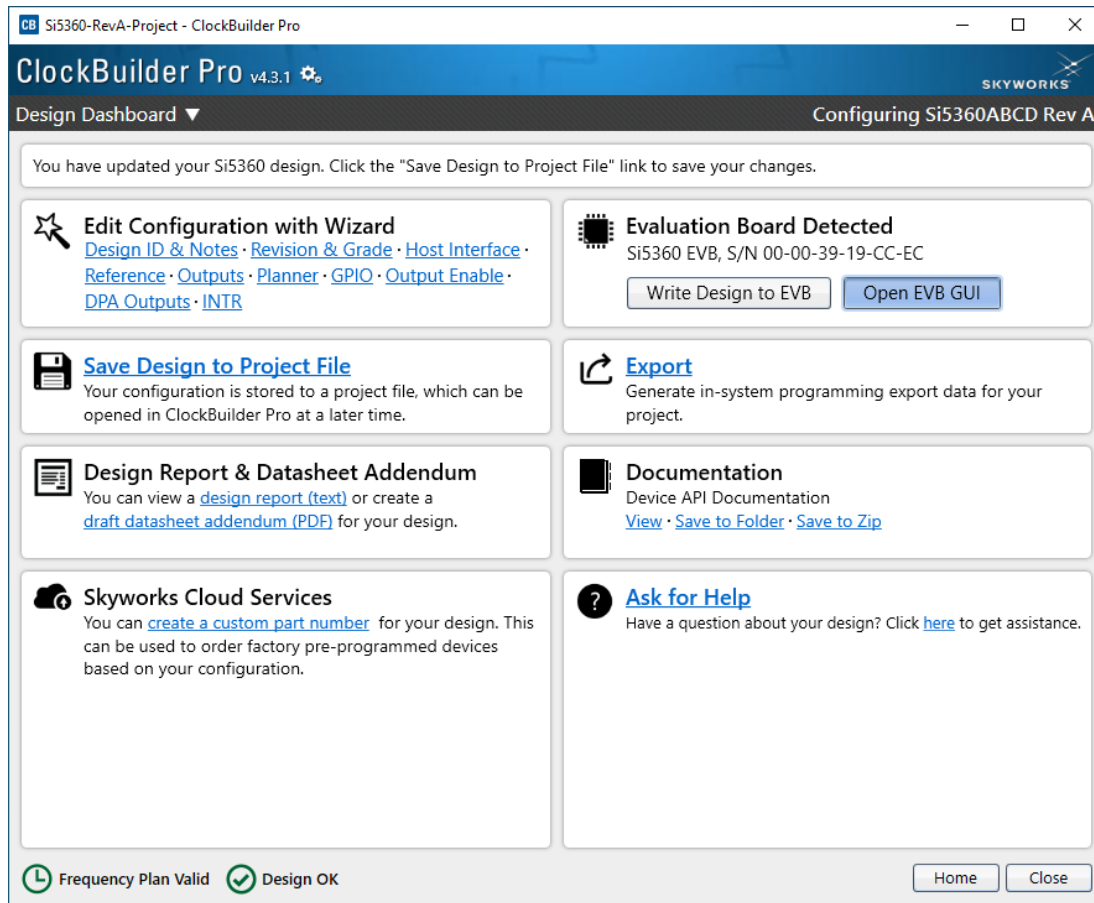 CB Si5360-RevA-Project - ClockBuilder Pro
ClockBuilder Pro v4.3.1
SKYWORKS
Design Dashboard ▼
Configuring Si5360ABCD Rev A
You have updated your Si5360 design. Click the "Save Design to Project File" link to save your changes.
Edit Configuration with Wizard
Design ID & Notes · Revision & Grade · Host Interface ·
Reference · Outputs · Planner · GPIO · Output Enable ·
DPA Outputs · INTR
Evaluation Board Detected
Si5360 EVB, S/N 00-00-39-19-CC-EC
Write Design to EVB
Open EVB GUI
Save Design to Project File
Your configuration is stored to a project file, which can be
opened in ClockBuilder Pro at a later time.
Export
Generate in-system programming export data for your
project.
Design Report & Datasheet Addendum
You can view a design report (text) or create a
draft datasheet addendum (PDF) for your design.
Documentation
Device API Documentation
View · Save to Folder · Save to Zip
Skyworks Cloud Services
You can create a custom part number for your design. This
can be used to order factory pre-programmed devices
based on your configuration.
?
Ask for Help
Have a question about your design? Click here to get assistance.
Frequency Plan Valid
Design OK
Home
Close